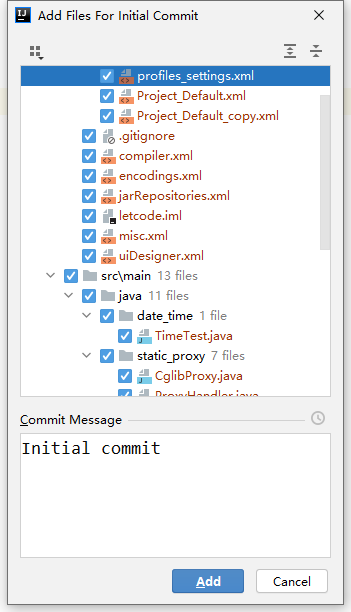 Add Files For Initial Commit
profiles_settings.xml
Project_Default.xml
Project_Default_copy.xml
.gitignore
compiler.xml
encodings.xml
jarRepositories.xml
letcode.iml
misc.xml
uiDesigner.xml
src\main 13 files
java 11 files
date_time 1 file
TimeTest.java
static_proxy 7 files
CglibProxy.java
ProxyHandler.java
Commit Message
Initial commit
Add Cancel